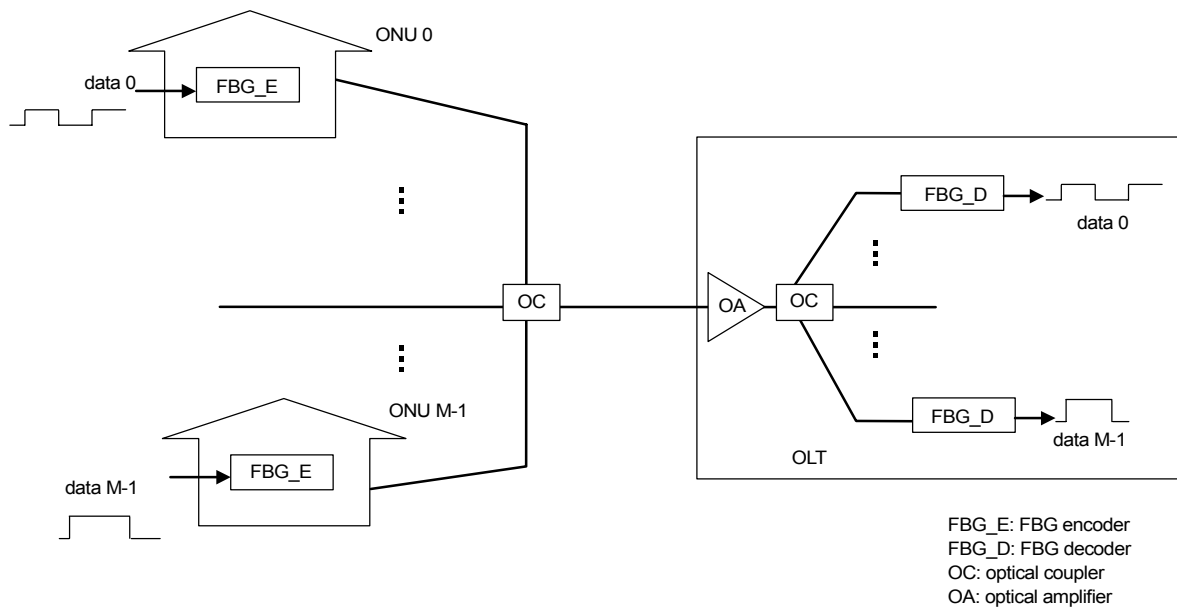 ONU 0
data 0
FBG_E
FBG_D
data 0
OC
OA
OC
ONU M-1
FBG_E
data M-1
FBG_D
data M-1
OLT
FBG_E: FBG encoder
FBG_D: FBG decoder
OC: optical coupler
OA: optical amplifier